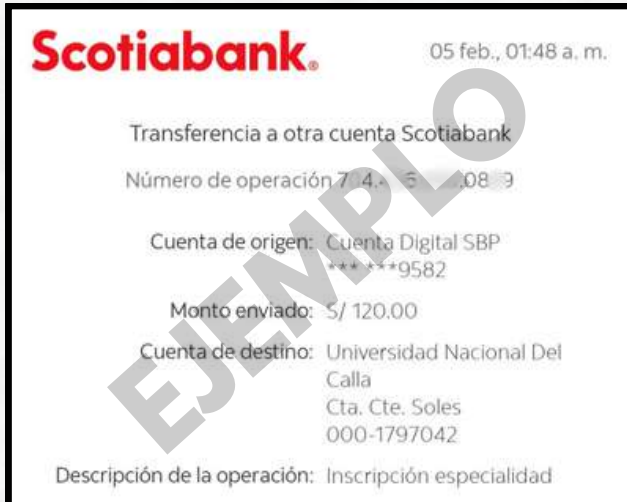 Scotiabank®
05 feb., 01:48 a. m.
Transferencia a otra cuenta Scotiabank
Número de operación
Cuenta de origen: Cuenta Digital SBP
*** ***9582
Monto enviado: S/ 120.00
Cuenta de destino: Universidad Nacional Del
Calla
Cta. Cte. Soles
000-1797042
Descripción de la operación: Inscripción especialidad
EJEMPLO